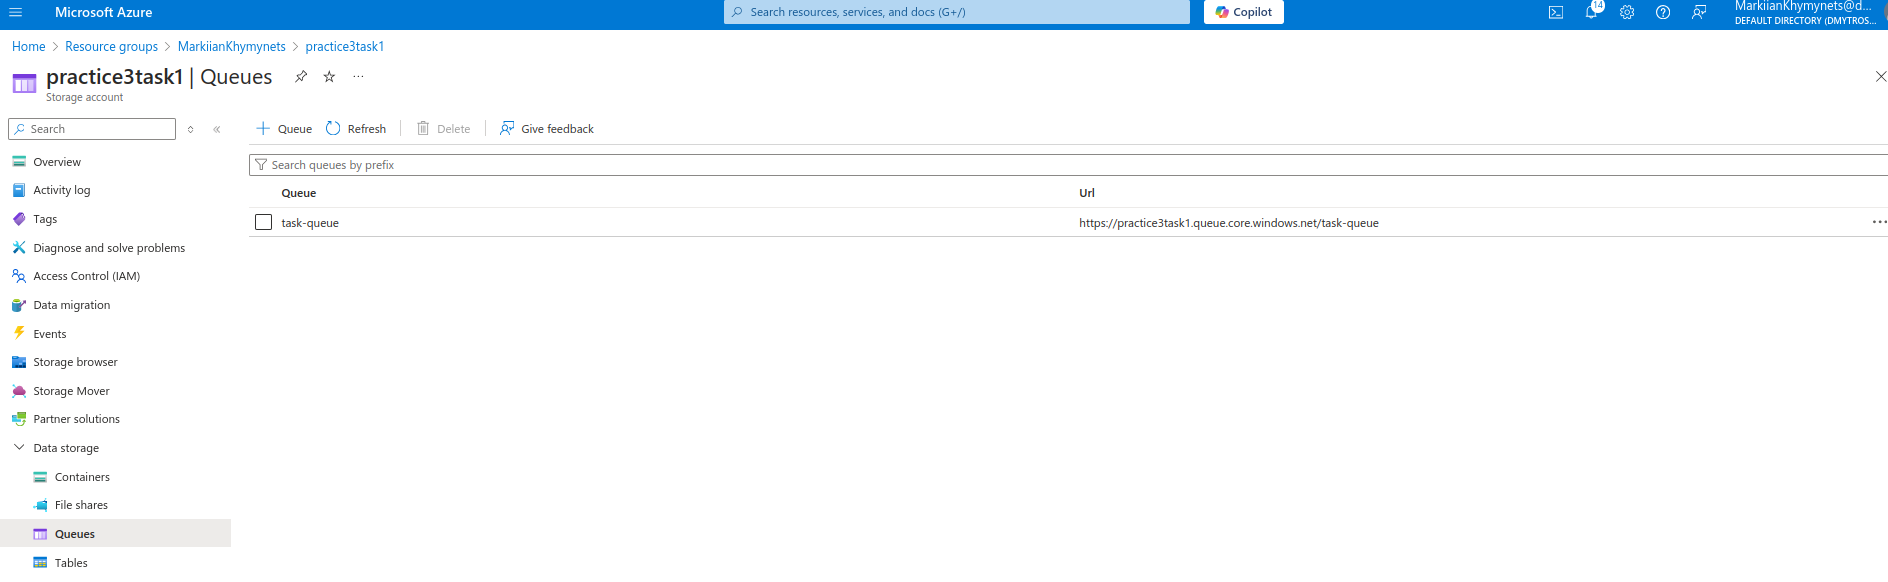 Microsoft Azure
Search resources, services, and docs (G+/)
Copilot
14
MarkiianKhymynets@d...
DEFAULT DIRECTORY (DMYTROS...
Home > Resource groups > MarkiianKhymynets > practice3task1
practice3task1 | Queues
Storage account
Search
Queue
Refresh
Delete
Give feedback
Search queues by prefix
Queue Url
task-queue https://practice3task1.queue.core.windows.net/task-queue
Overview
Activity log
Tags
Diagnose and solve problems
Access Control (IAM)
Data migration
Events
Storage browser
Storage Mover
Partner solutions
Data storage
Containers
File shares
Queues
Tables